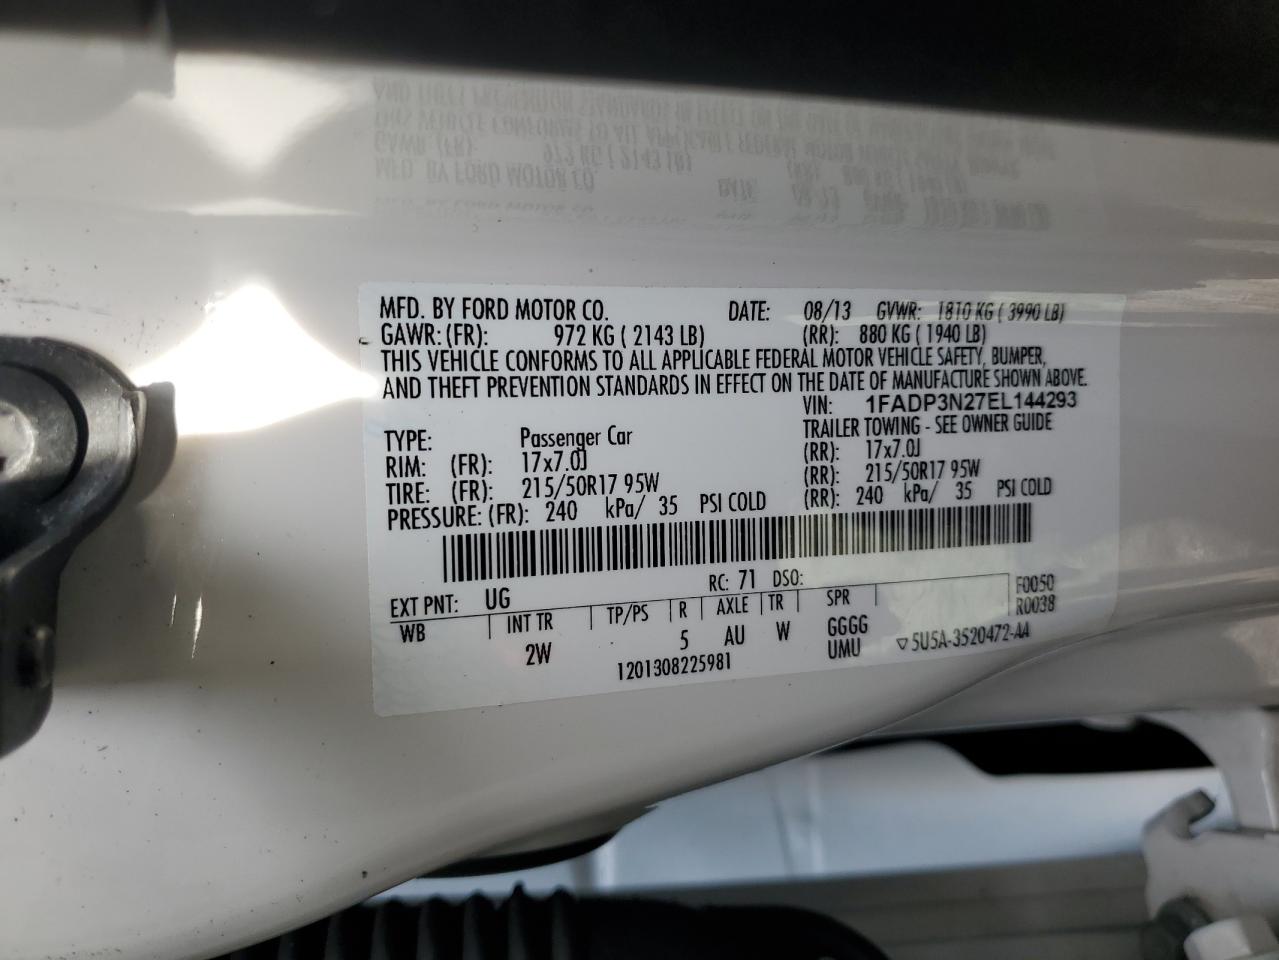 MFD. BY FORD MOTOR CO. DATE: 08/13 GVWR: 1810 KG ( 3990 LB)
GAWR: (FR): 972 KG ( 2143 LB) (RR): 880 KG ( 1940 LB)
THIS VEHICLE CONFORMS TO ALL APPLICABLE FEDERAL MOTOR VEHICLE SAFETY, BUMPER,
AND THEFT PREVENTION STANDARDS IN EFFECT ON THE DATE OF MANUFACTURE SHOWN ABOVE.
VIN: 1FADP3N27EL144293
TYPE: Passenger Car TRAILER TOWING - SEE OWNER GUIDE
RIM: (FR): 17x7.0J (RR): 17x7.0J
TIRE: (FR): 215/50R17 95W (RR): 215/50R17 95W
PRESSURE: (FR): 240 kPa/ 35 PSI COLD (RR): 240 kPa/ 35 PSI COLD
EXT PNT: UG RC: 71 DSO: F0050
WB INT TR TP/PS R AXLE TR SPR R0038
2W 5 AU W GGGG
UMU ▽5U5A-3520472-AA
1201308225981